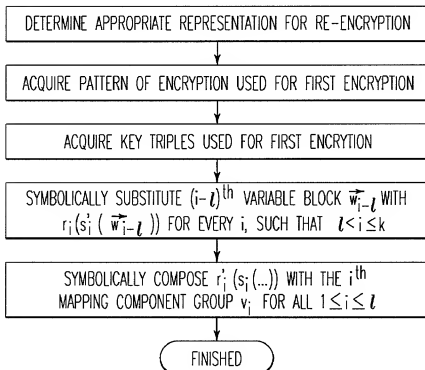 DETERMINE APPROPRIATE REPRESENTATION FOR RE-ENCRYPTION
ACQUIRE PATTERN OF ENCRYPTION USED FOR FIRST ENCRYPTION
ACQUIRE KEY TRIPLES USED FOR FIRST ENCRYTION
SYMBOLICALLY SUBSTITUTE (i-l)ᵗʰ VARIABLE BLOCK w⃗ᵢ₋ₗ WITH
rᵢ(sᵢ'( w⃗ᵢ₋ₗ )) FOR EVERY i, SUCH THAT l<i≤k
SYMBOLICALLY COMPOSE rᵢ'(sᵢ(...)) WITH THE iᵗʰ
MAPPING COMPONENT GROUP vᵢ FOR ALL 1≤i≤l
FINISHED